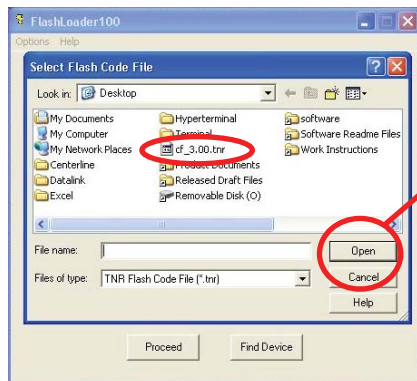 FlashLoader100
Options Help
Select Flash Code File
Look in: Desktop
My Documents Hyperterminal software
My Computer Terminal Software Readme Files
My Network Places cf_3.00.tnr Work Instructions
Centerline Product Documents
Datalink Released Draft Files
Excel Removable Disk (O)
File name: Open
Files of type: TNR Flash Code File (*.tnr) Cancel
Help
Proceed Find Device